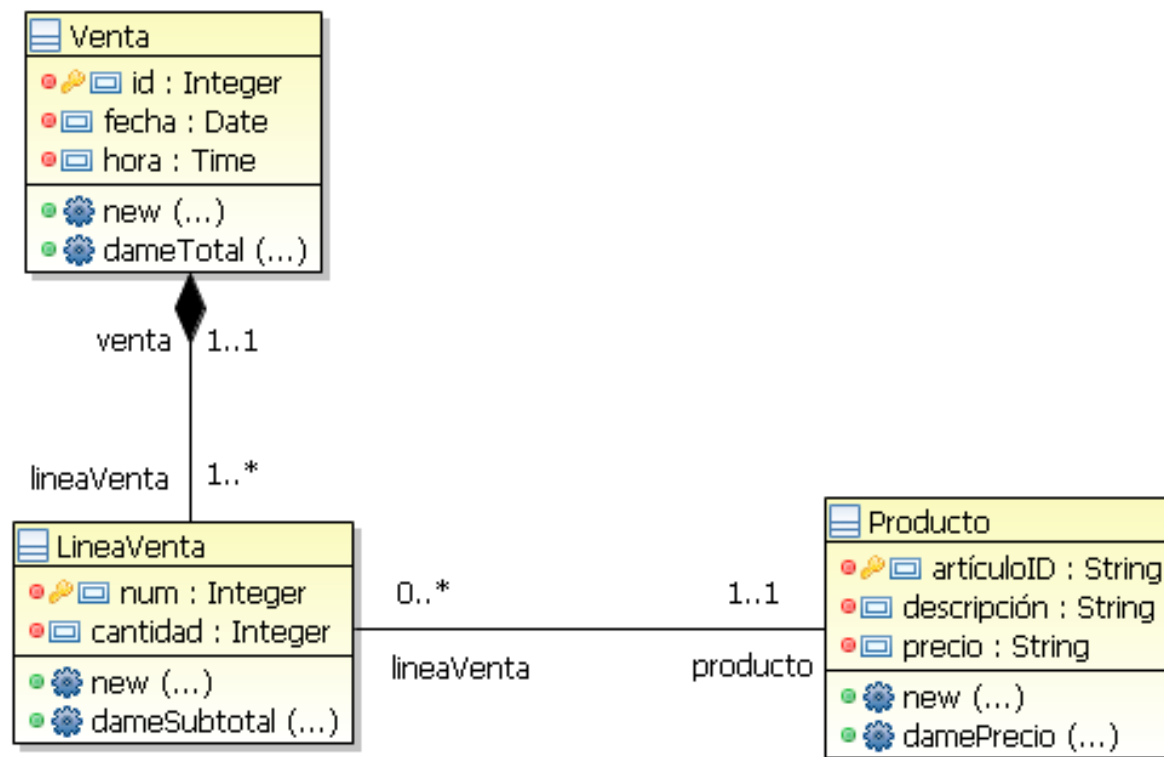 Venta
id : Integer
fecha : Date
hora : Time
new (...)
dameTotal (...)
venta 1..1
lineaVenta 1..*
LineaVenta
num : Integer
cantidad : Integer
new (...)
dameSubtotal (...)
0..* 1..1
lineaVenta producto
Producto
artículoID : String
descripción : String
precio : String
new (...)
damePrecio (...)